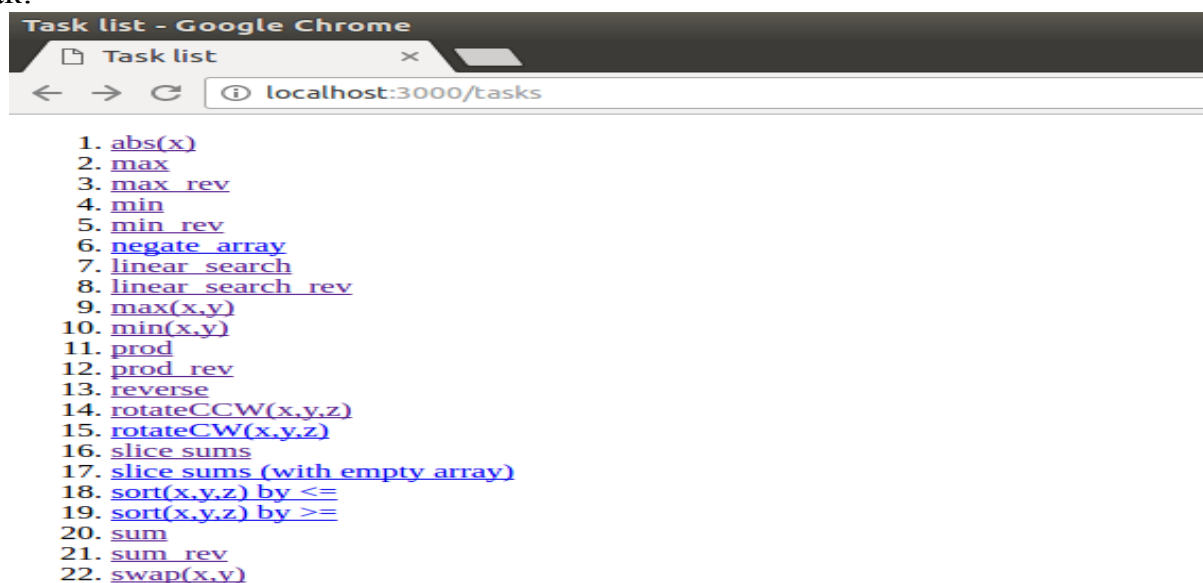 Task list - Google Chrome
Task list
localhost:3000/tasks
1. abs(x)
2. max
3. max_rev
4. min
5. min_rev
6. negate_array
7. linear_search
8. linear_search_rev
9. max(x,y)
10. min(x,y)
11. prod
12. prod_rev
13. reverse
14. rotateCCW(x,y,z)
15. rotateCW(x,y,z)
16. slice sums
17. slice sums (with empty array)
18. sort(x,y,z) by <=
19. sort(x,y,z) by >=
20. sum
21. sum_rev
22. swap(x,y)